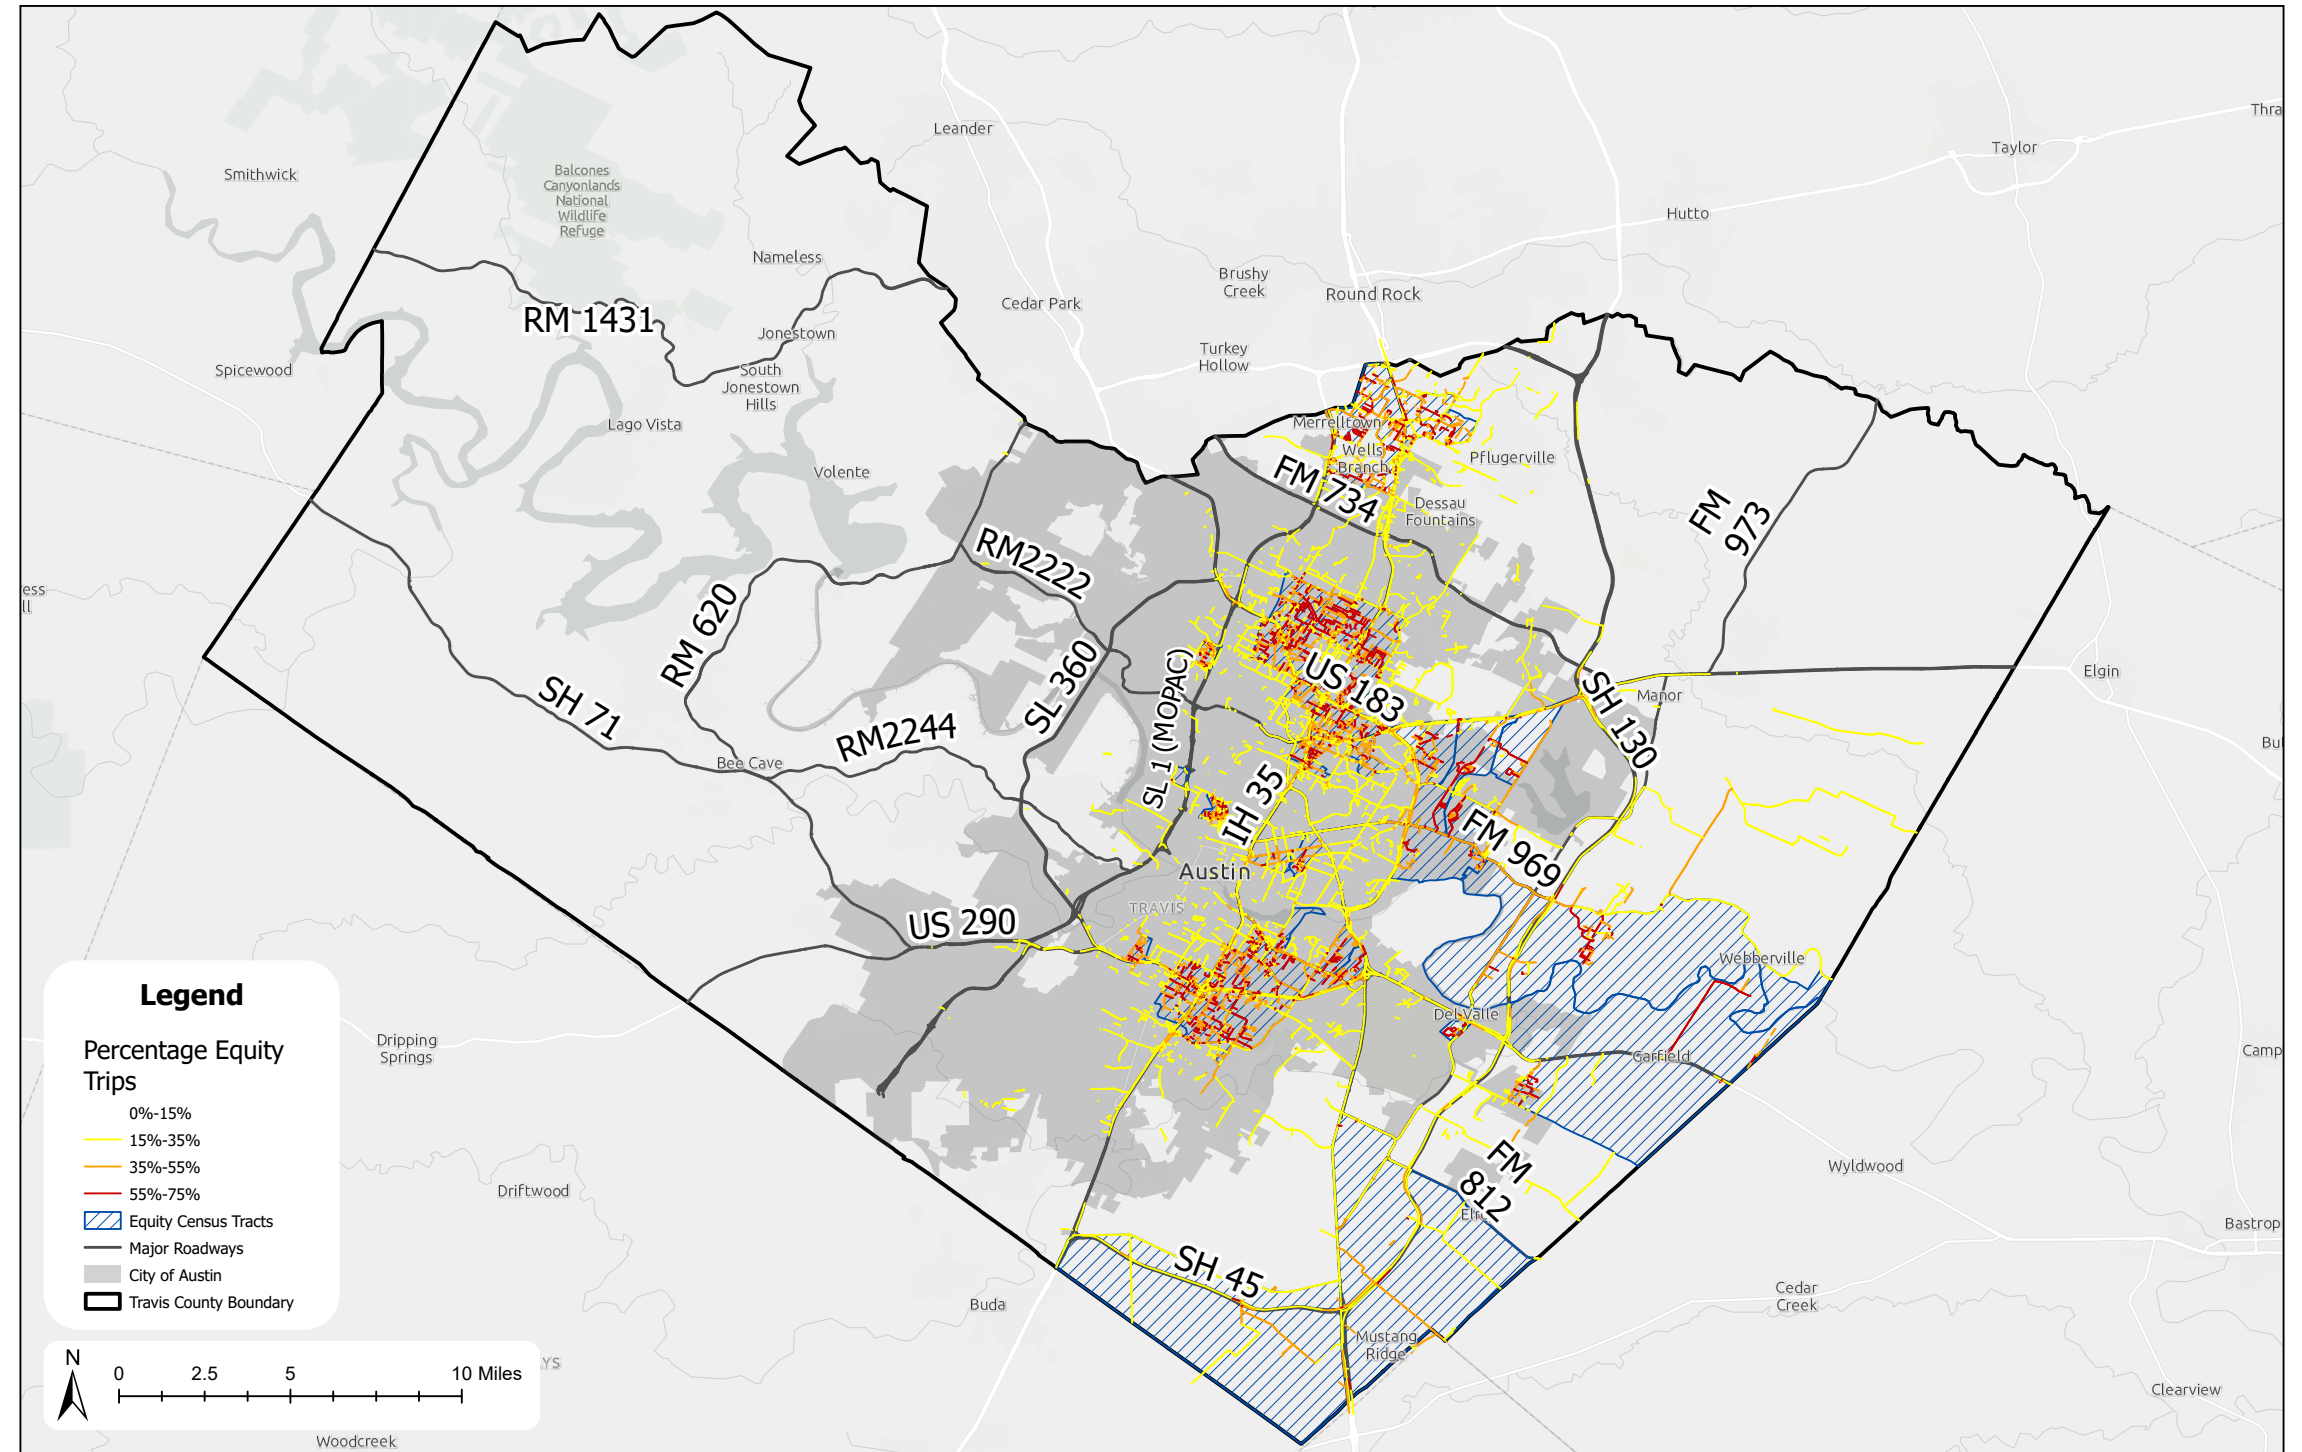 Thra
Leander
Taylor
Smithwick
Balcones
Canyonlands
National
Wildlife
Refuge
Hutto
Nameless
Brushy
Creek
Round Rock
Cedar Park
RM 1431
Jonestown
Turkey
Hollow
Spicewood
South
Jonestown
Hills
Lago Vista
Merrelltown
Wells
Branch
Pflugerville
Volente
FM 734
Dessau
Fountains
FM
973
RM2222
ess
ll
RM 620
SL 360
US 183
SL 1 (MOPAC)
Elgin
SH 130
Manor
SH 71
RM2244
Bee Cave
IH 35
FM 969
Austin
TRAVIS
US 290
Webberville
Del Valle
Garfield
Camp
Legend
Percentage Equity
Trips
0%-15%
15%-35%
35%-55%
55%-75%
Equity Census Tracts
Major Roadways
City of Austin
Travis County Boundary
Dripping
Springs
Driftwood
FM
812
Wyldwood
Bastrop
SH 45
Buda
Cedar
Creek
Mustang
Ridge
Clearview
N
0
2.5
5
10 Miles
YS
Woodcreek